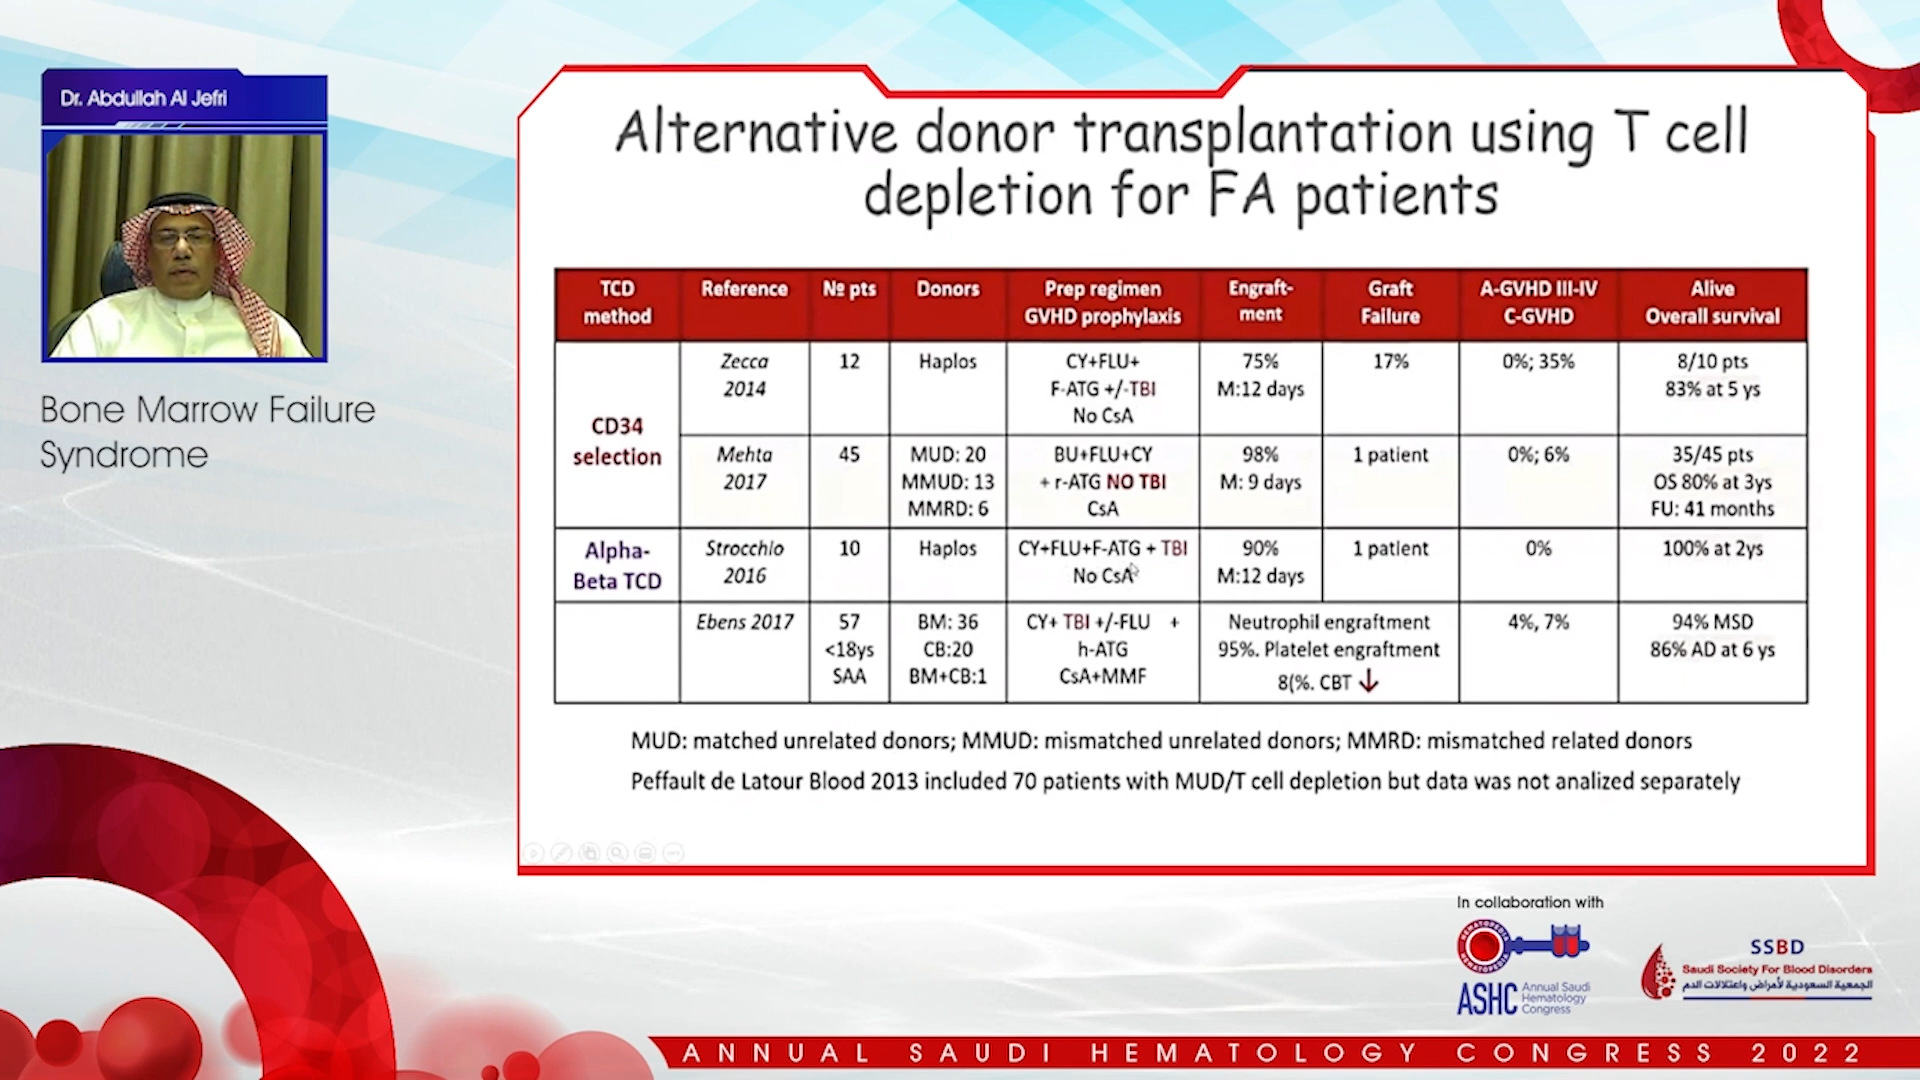 Dr. Abdullah Al Jefri
Bone Marrow Failure
Syndrome
Alternative donor transplantation using T cell
depletion for FA patients
TCD method | Reference | № pts | Donors | Prep regimen GVHD prophylaxis | Engraft-ment | Graft Failure | A-GVHD III-IV C-GVHD | Alive Overall survival
CD34 selection | Zecca 2014 | 12 | Haplos | CY+FLU+ F-ATG +/-TBI No CsA | 75% M:12 days | 17% | 0%; 35% | 8/10 pts 83% at 5 ys
Mehta 2017 | 45 | MUD: 20 MMUD: 13 MMRD: 6 | BU+FLU+CY + r-ATG NO TBI CsA | 98% M: 9 days | 1 patient | 0%; 6% | 35/45 pts OS 80% at 3ys FU: 41 months
Alpha-Beta TCD | Strocchio 2016 | 10 | Haplos | CY+FLU+F-ATG + TBI No CsA | 90% M:12 days | 1 patient | 0% | 100% at 2ys
Ebens 2017 | 57 <18ys SAA | BM: 36 CB:20 BM+CB:1 | CY+ TBI +/-FLU + h-ATG CsA+MMF | Neutrophil engraftment 95%. Platelet engraftment 8(%. CBT ↓ | 4%, 7% | 94% MSD 86% AD at 6 ys
MUD: matched unrelated donors; MMUD: mismatched unrelated donors; MMRD: mismatched related donors
Peffault de Latour Blood 2013 included 70 patients with MUD/T cell depletion but data was not analized separately
In collaboration with
HEMATOPEDIA
HEMATOPEDIA
ASHC
Annual Saudi
Hematology
Congress
SSBD
Saudi Society For Blood Disorders
الجمعية السعودية لأمراض واعتلالات الدم
ANNUAL SAUDI HEMATOLOGY CONGRESS 2022